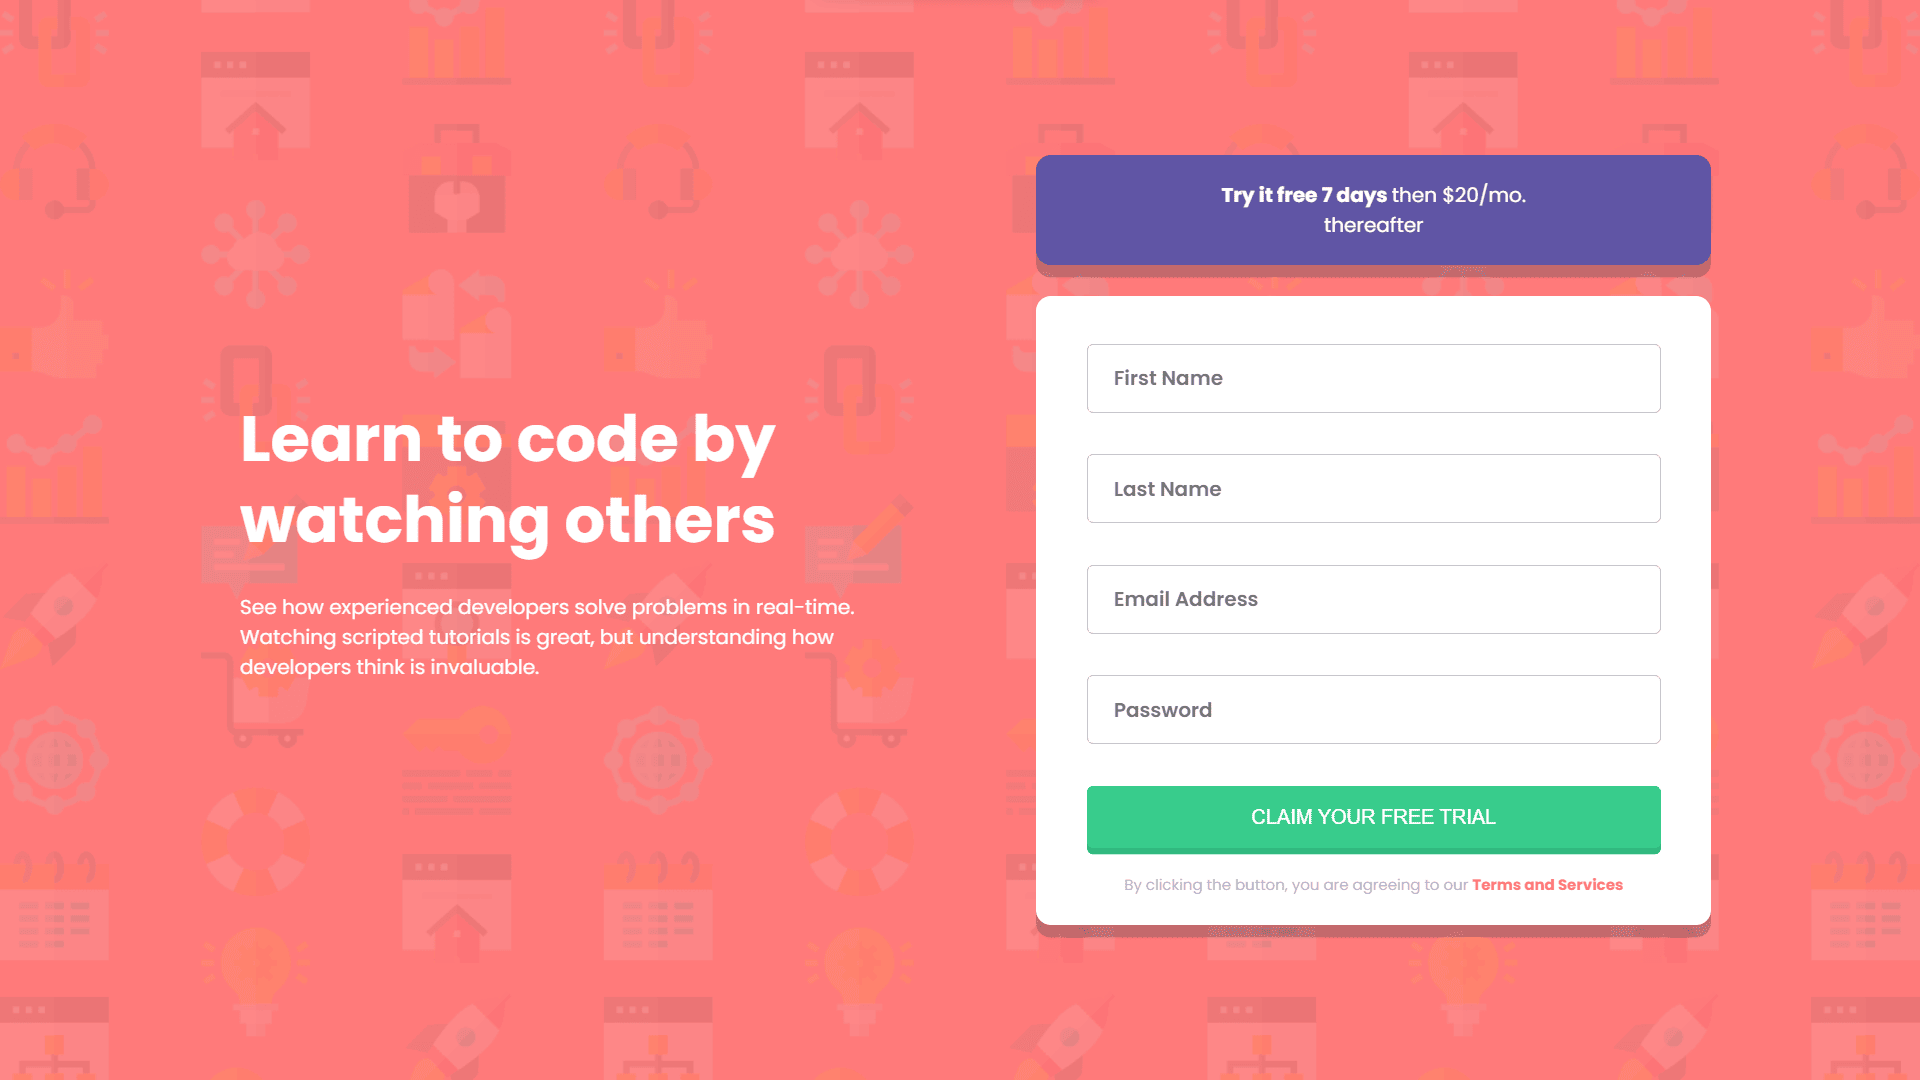 Learn to code by
watching others
See how experienced developers solve problems in real-time.
Watching scripted tutorials is great, but understanding how
developers think is invaluable.
Try it free 7 days then $20/mo.
thereafter
First Name
Last Name
Email Address
Password
CLAIM YOUR FREE TRIAL
By clicking the button, you are agreeing to our Terms and Services